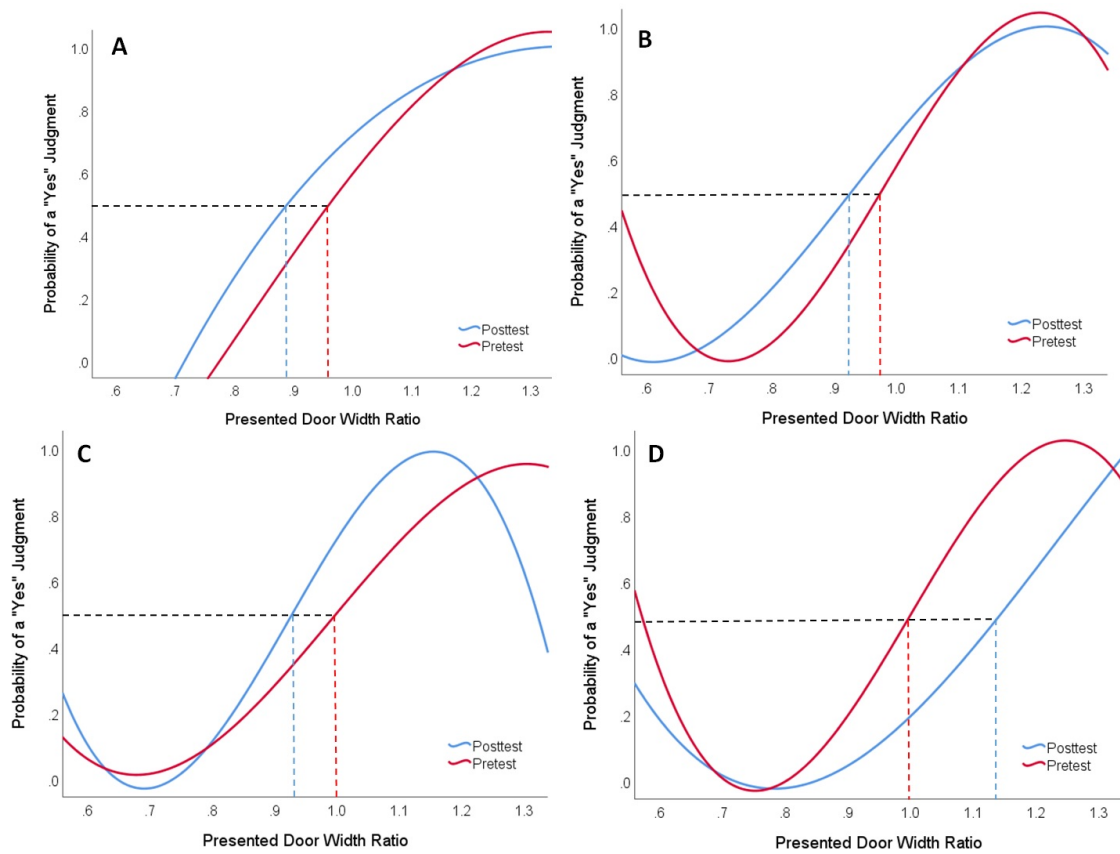 A
Probability of a "Yes" Judgment
1.0
.8
.6
.4
.2
.0
.6 .7 .8 .9 1.0 1.1 1.2 1.3
Presented Door Width Ratio
Posttest
Pretest
B
Probability of a "Yes" Judgment
1.0
.8
.6
.4
.2
.0
.6 .7 .8 .9 1.0 1.1 1.2 1.3
Presented Door Width Ratio
Posttest
Pretest
C
Probability of a "Yes" Judgment
1.0
.8
.6
.4
.2
.0
.6 .7 .8 .9 1.0 1.1 1.2 1.3
Presented Door Width Ratio
Posttest
Pretest
D
Probability of a "Yes" Judgment
1.0
.8
.6
.4
.2
.0
.6 .7 .8 .9 1.0 1.1 1.2 1.3
Presented Door Width Ratio
Posttest
Pretest